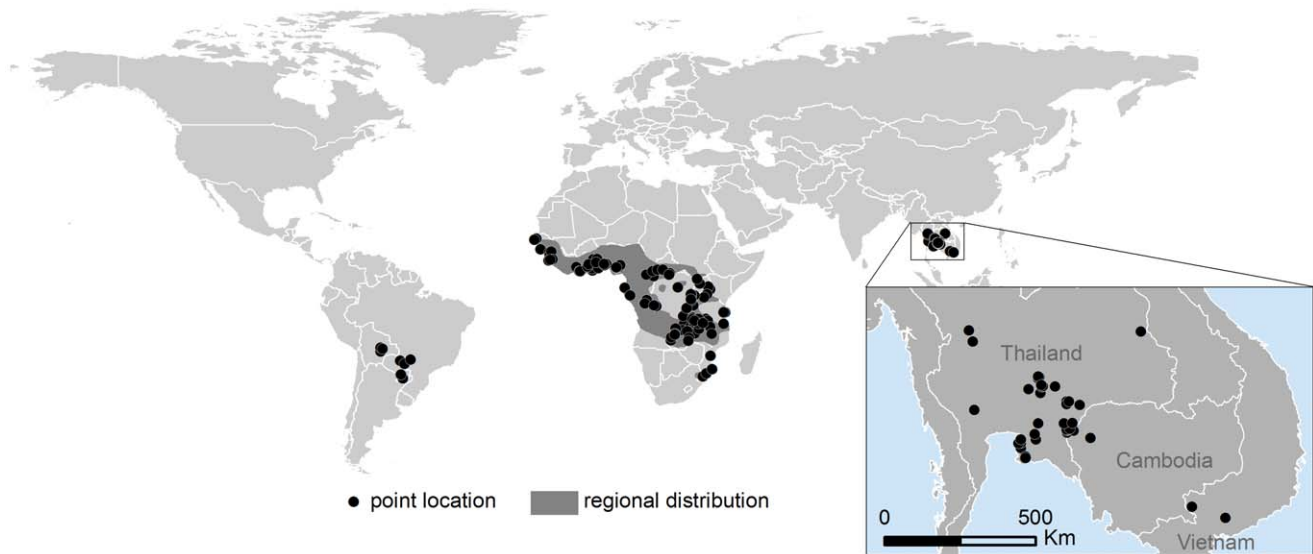 point location
regional distribution
Thailand
Cambodia
Vietnam
0
500
Km